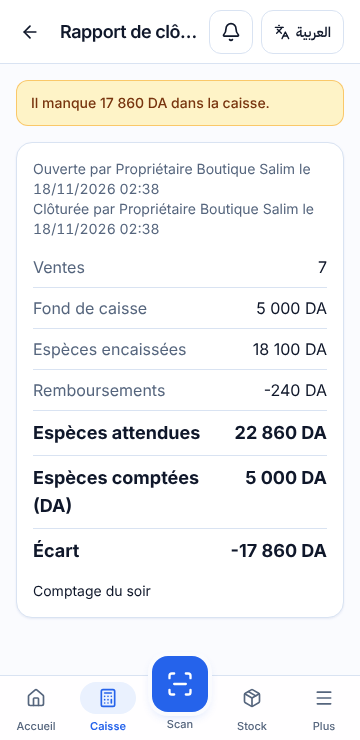 Rapport de clô...
العربية
Il manque 17 860 DA dans la caisse.
Ouverte par Propriétaire Boutique Salim le
18/11/2026 02:38
Clôturée par Propriétaire Boutique Salim le
18/11/2026 02:38
Ventes 7
Fond de caisse 5 000 DA
Espèces encaissées 18 100 DA
Remboursements -240 DA
Espèces attendues 22 860 DA
Espèces comptées 5 000 DA
(DA)
Écart -17 860 DA
Comptage du soir
Accueil Caisse Scan Stock Plus